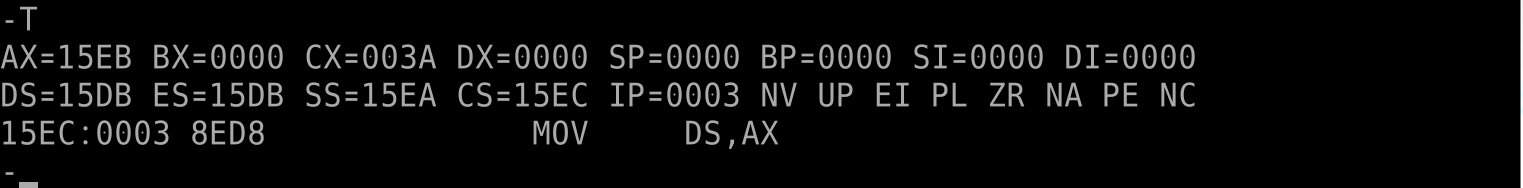 -T
AX=15EB BX=0000 CX=003A DX=0000 SP=0000 BP=0000 SI=0000 DI=0000
DS=15DB ES=15DB SS=15EA CS=15EC IP=0003 NV UP EI PL ZR NA PE NC
15EC:0003 8ED8 MOV DS,AX
-